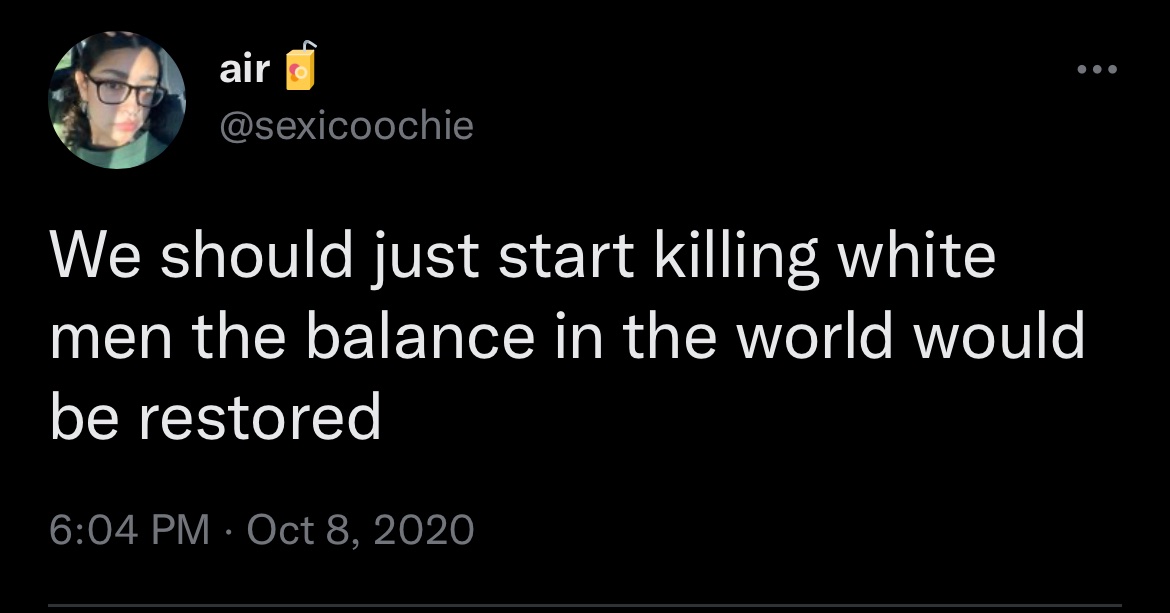 air 🧃
@sexicoochie
We should just start killing white
men the balance in the world would
be restored
6:04 PM · Oct 8, 2020